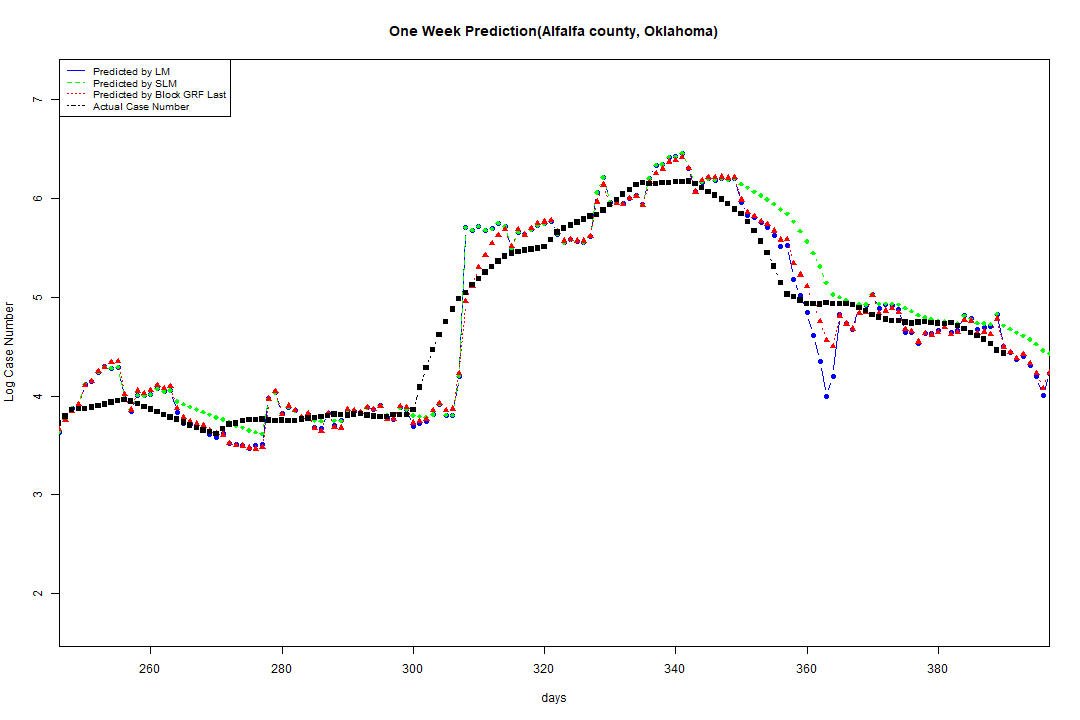 One Week Prediction(Alfalfa county, Oklahoma)
Predicted by LM
Predicted by SLM
Predicted by Block GRF Last
Actual Case Number
7
6
5
4
3
2
Log Case Number
260 280 300 320 340 360 380
days